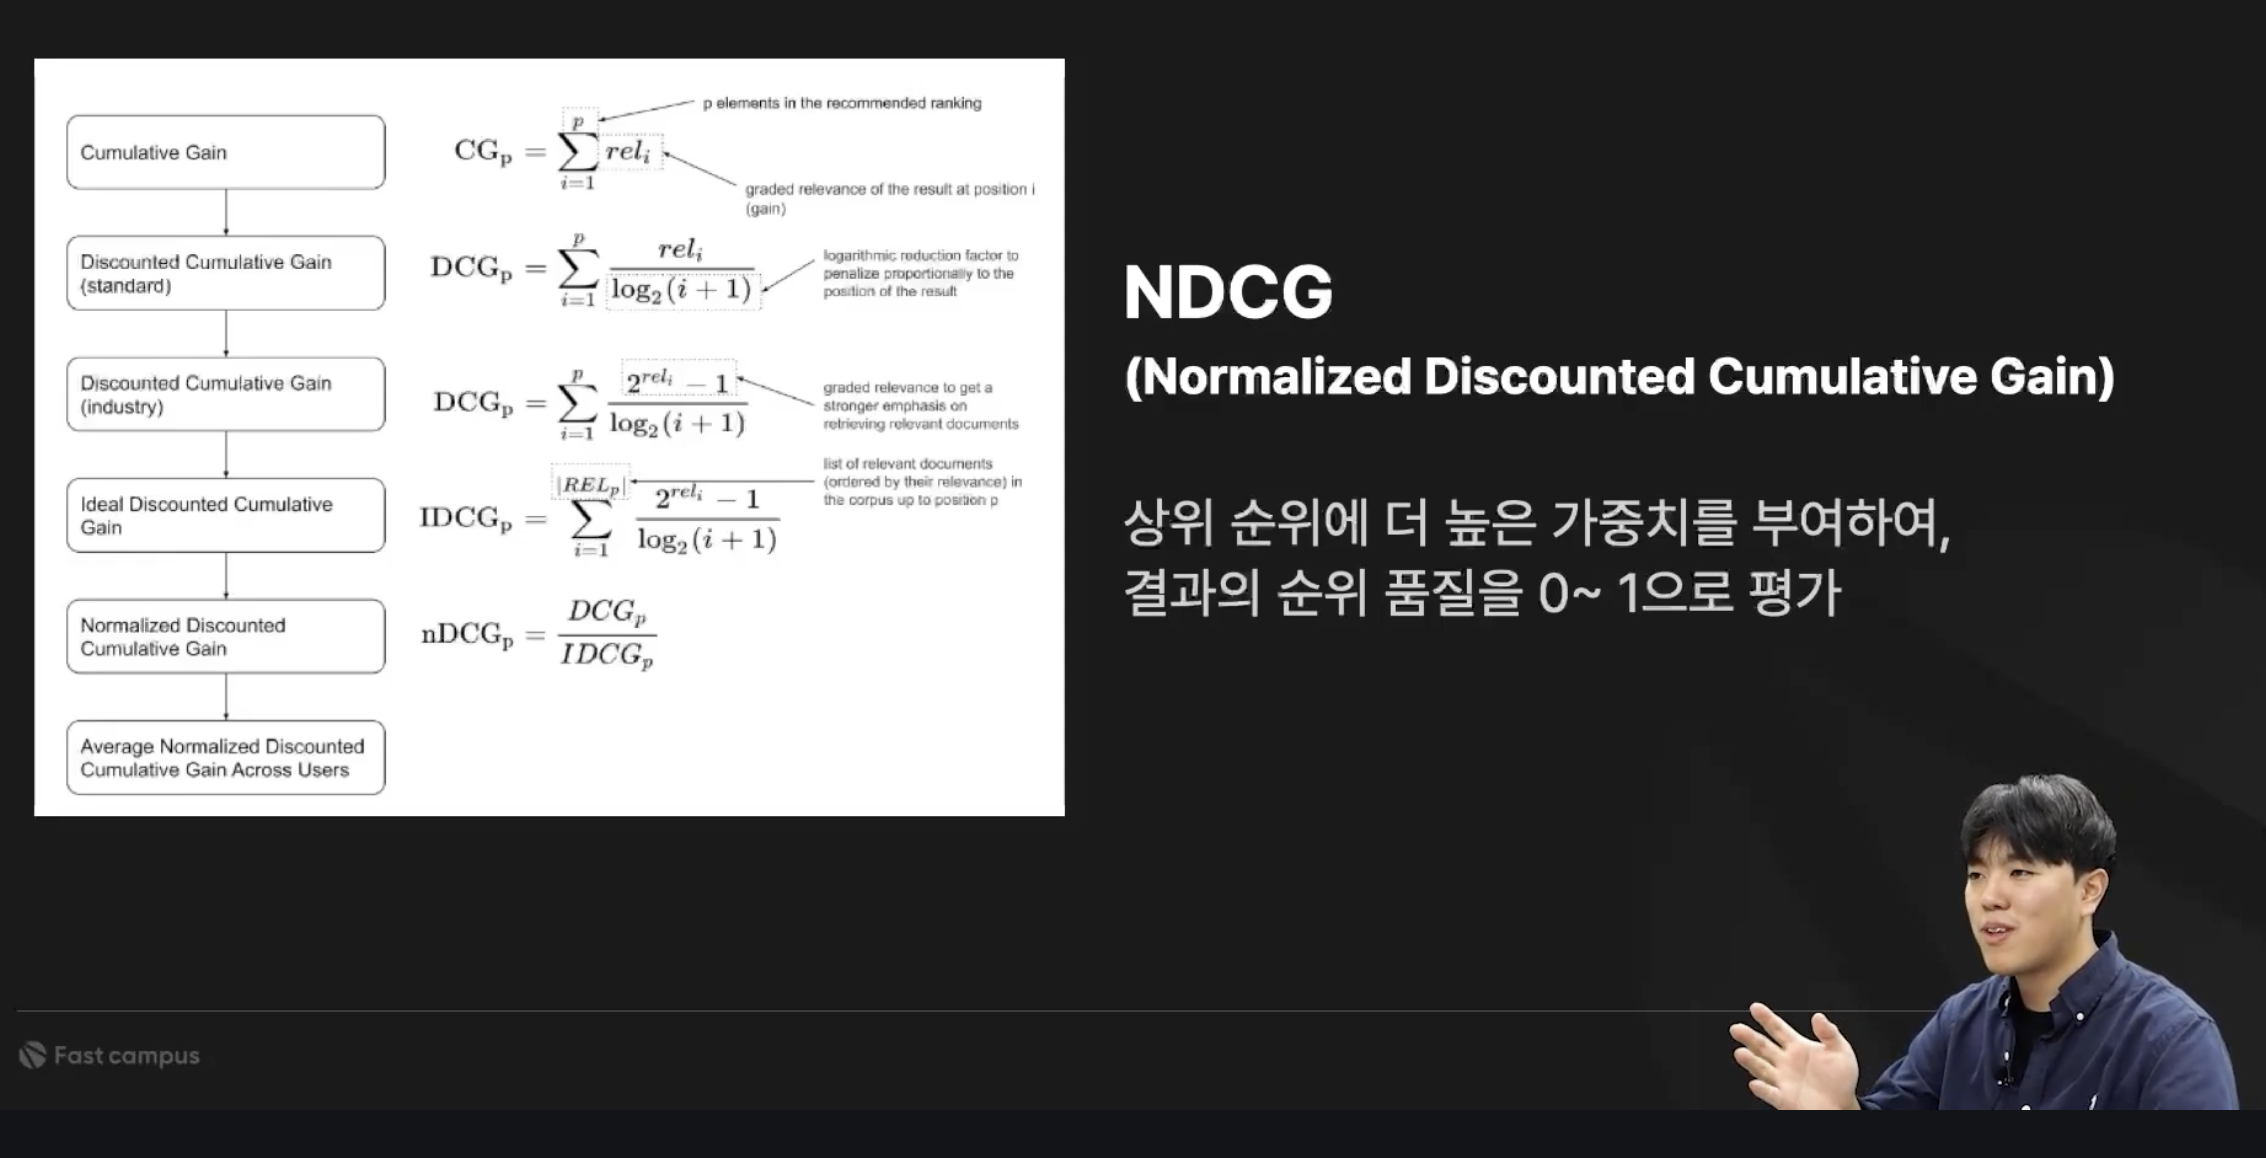 Cumulative Gain
CG_p = \sum_{i=1}^{p} rel_i
p elements in the recommended ranking
graded relevance of the result at position i
(gain)
Discounted Cumulative Gain
(standard)
DCG_p = \sum_{i=1}^{p} \frac{rel_i}{\log_2(i + 1)}
logarithmic reduction factor to
penalize proportionally to the
position of the result
Discounted Cumulative Gain
(industry)
DCG_p = \sum_{i=1}^{p} \frac{2^{rel_i} - 1}{\log_2(i + 1)}
graded relevance to get a
stronger emphasis on
retrieving relevant documents
Ideal Discounted Cumulative
Gain
IDCG_p = \sum_{i=1}^{|REL_p|} \frac{2^{rel_i} - 1}{\log_2(i + 1)}
list of relevant documents
(ordered by their relevance) in
the corpus up to position p
Normalized Discounted
Cumulative Gain
nDCG_p = \frac{DCG_p}{IDCG_p}
Average Normalized Discounted
Cumulative Gain Across Users
NDCG
(Normalized Discounted Cumulative Gain)
상위 순위에 더 높은 가중치를 부여하여,
결과의 순위 품질을 0~ 1으로 평가
Fast campus